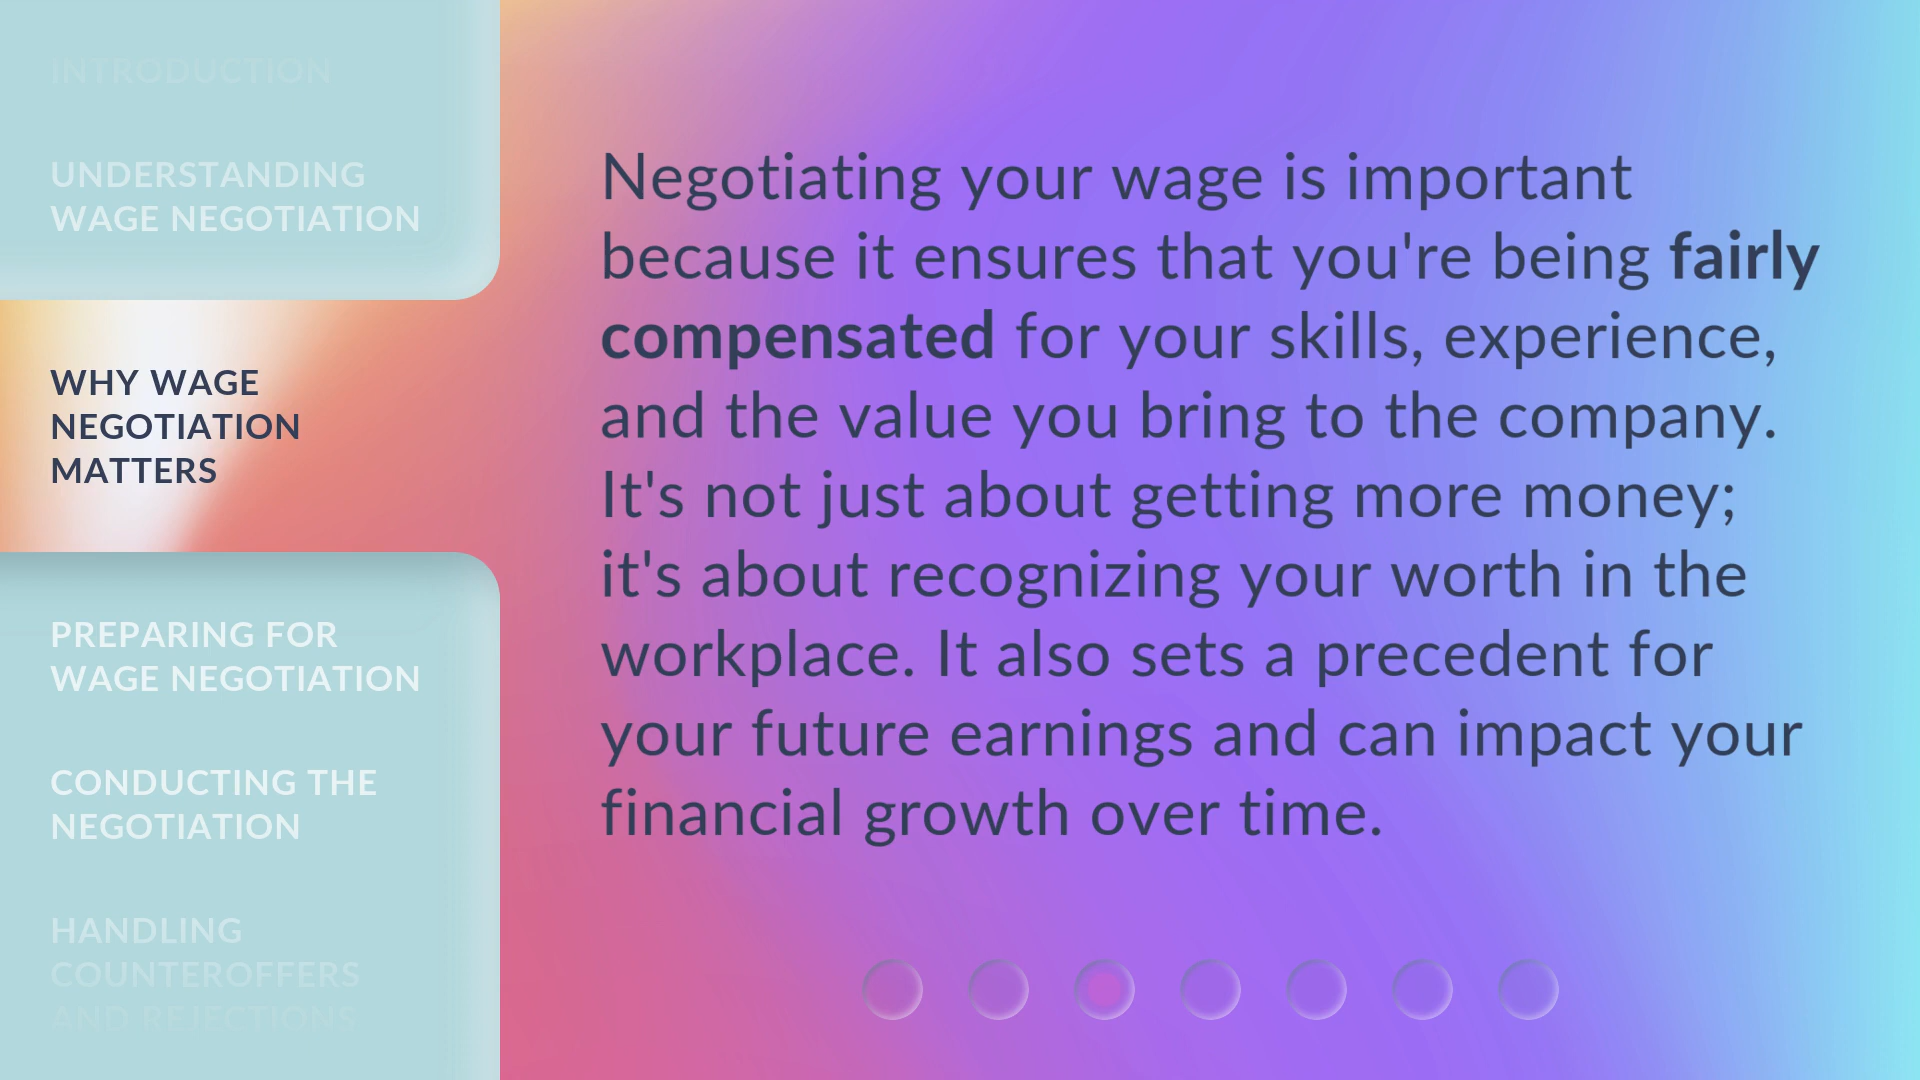 INTRODUCTION
UNDERSTANDING
WAGE NEGOTIATION
WHY WAGE
NEGOTIATION
MATTERS
PREPARING FOR
WAGE NEGOTIATION
CONDUCTING THE
NEGOTIATION
HANDLING
COUNTEROFFERS
AND REJECTIONS
Negotiating your wage is important
because it ensures that you're being fairly
compensated for your skills, experience,
and the value you bring to the company.
It's not just about getting more money;
it's about recognizing your worth in the
workplace. It also sets a precedent for
your future earnings and can impact your
financial growth over time.